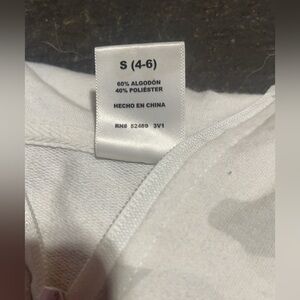 S (4-6)
60% ALGODÓN
40% POLIÉSTER
HECHO EN CHINA
RN# 52469 3V1